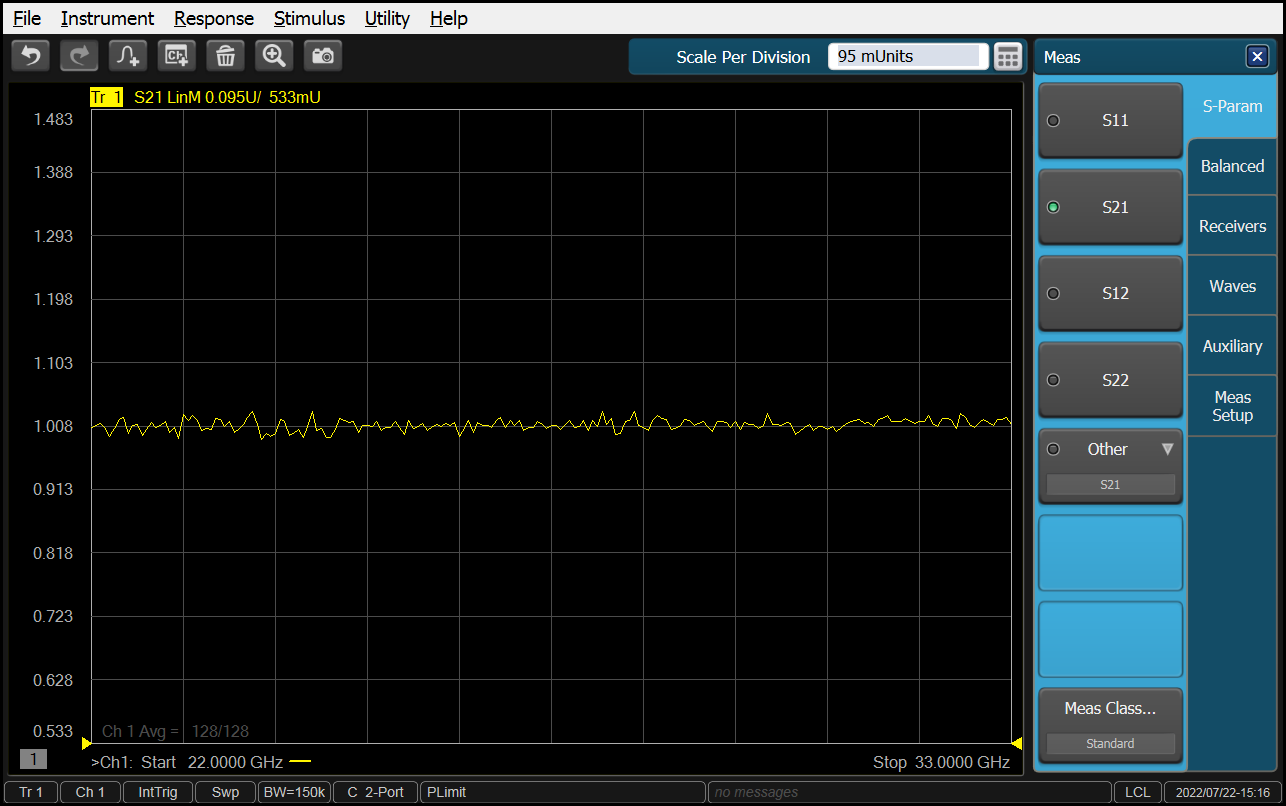 File Instrument Response Stimulus Utility Help
Scale Per Division 95 mUnits
Meas
Tr 1 S21 LinM 0.095U/ 533mU
1.483
1.388
1.293
1.198
1.103
1.008
0.913
0.818
0.723
0.628
0.533
Ch 1 Avg = 128/128
1 >Ch1: Start 22.0000 GHz Stop 33.0000 GHz
S11
S21
S12
S22
Other
S21
Meas Class...
Standard
S-Param
Balanced
Receivers
Waves
Auxiliary
Meas
Setup
Tr 1 Ch 1 IntTrig Swp BW=150k C 2-Port PLimit no messages LCL 2022/07/22-15:16